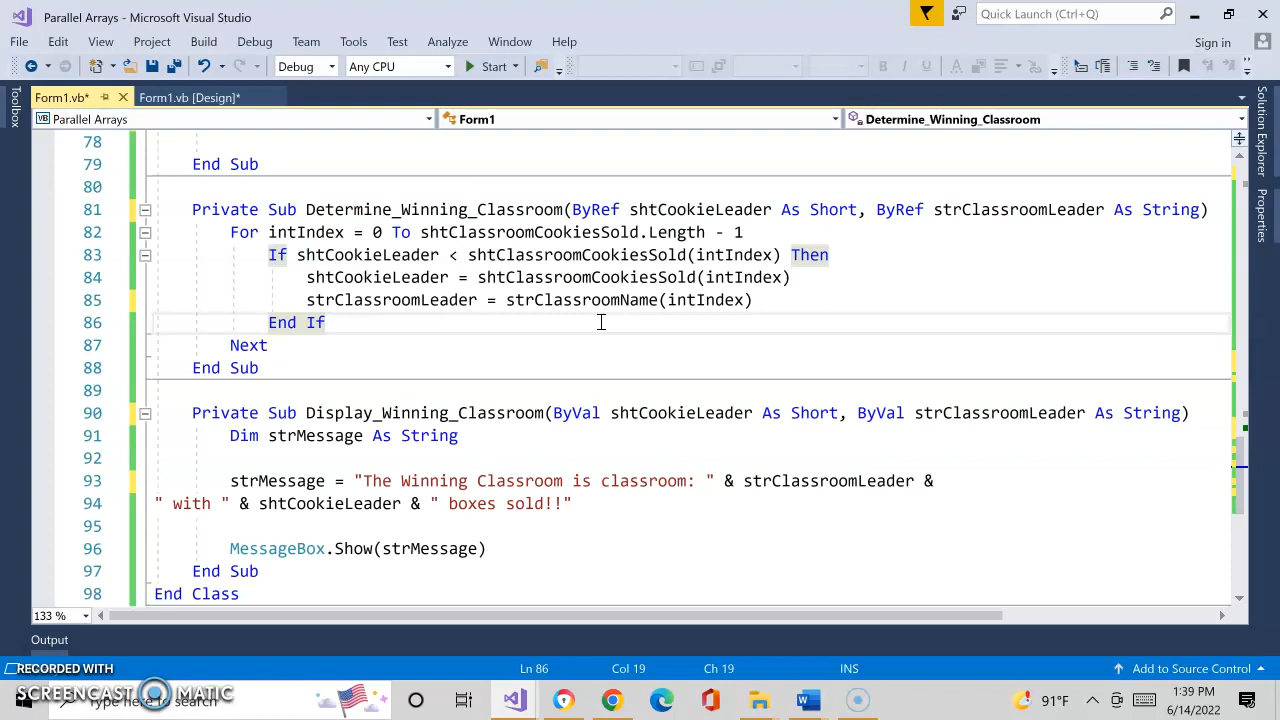 Parallel Arrays - Microsoft Visual Studio
Quick Launch (Ctrl+Q)
File Edit View Project Build Debug Team Tools Test Analyze Window Help
Sign in
Debug Any CPU Start
Toolbox
Form1.vb* Form1.vb [Design]*
Solution Explorer
Properties
VB Parallel Arrays Form1 Determine_Winning_Classroom
78
79 End Sub
80
81 Private Sub Determine_Winning_Classroom(ByRef shtCookieLeader As Short, ByRef strClassroomLeader As String)
82 For intIndex = 0 To shtClassroomCookiesSold.Length - 1
83 If shtCookieLeader < shtClassroomCookiesSold(intIndex) Then
84 shtCookieLeader = shtClassroomCookiesSold(intIndex)
85 strClassroomLeader = strClassroomName(intIndex)
86 End If
87 Next
88 End Sub
89
90 Private Sub Display_Winning_Classroom(ByVal shtCookieLeader As Short, ByVal strClassroomLeader As String)
91 Dim strMessage As String
92
93 strMessage = "The Winning Classroom is classroom: " & strClassroomLeader &
94 " with " & shtCookieLeader & " boxes sold!!"
95
96 MessageBox.Show(strMessage)
97 End Sub
98 End Class
133 %
Output
RECORDED WITH
Ln 86 Col 19 Ch 19 INS Add to Source Control
SCREENCAST MATIC
Type here to search
91°F
1:39 PM
6/14/2022